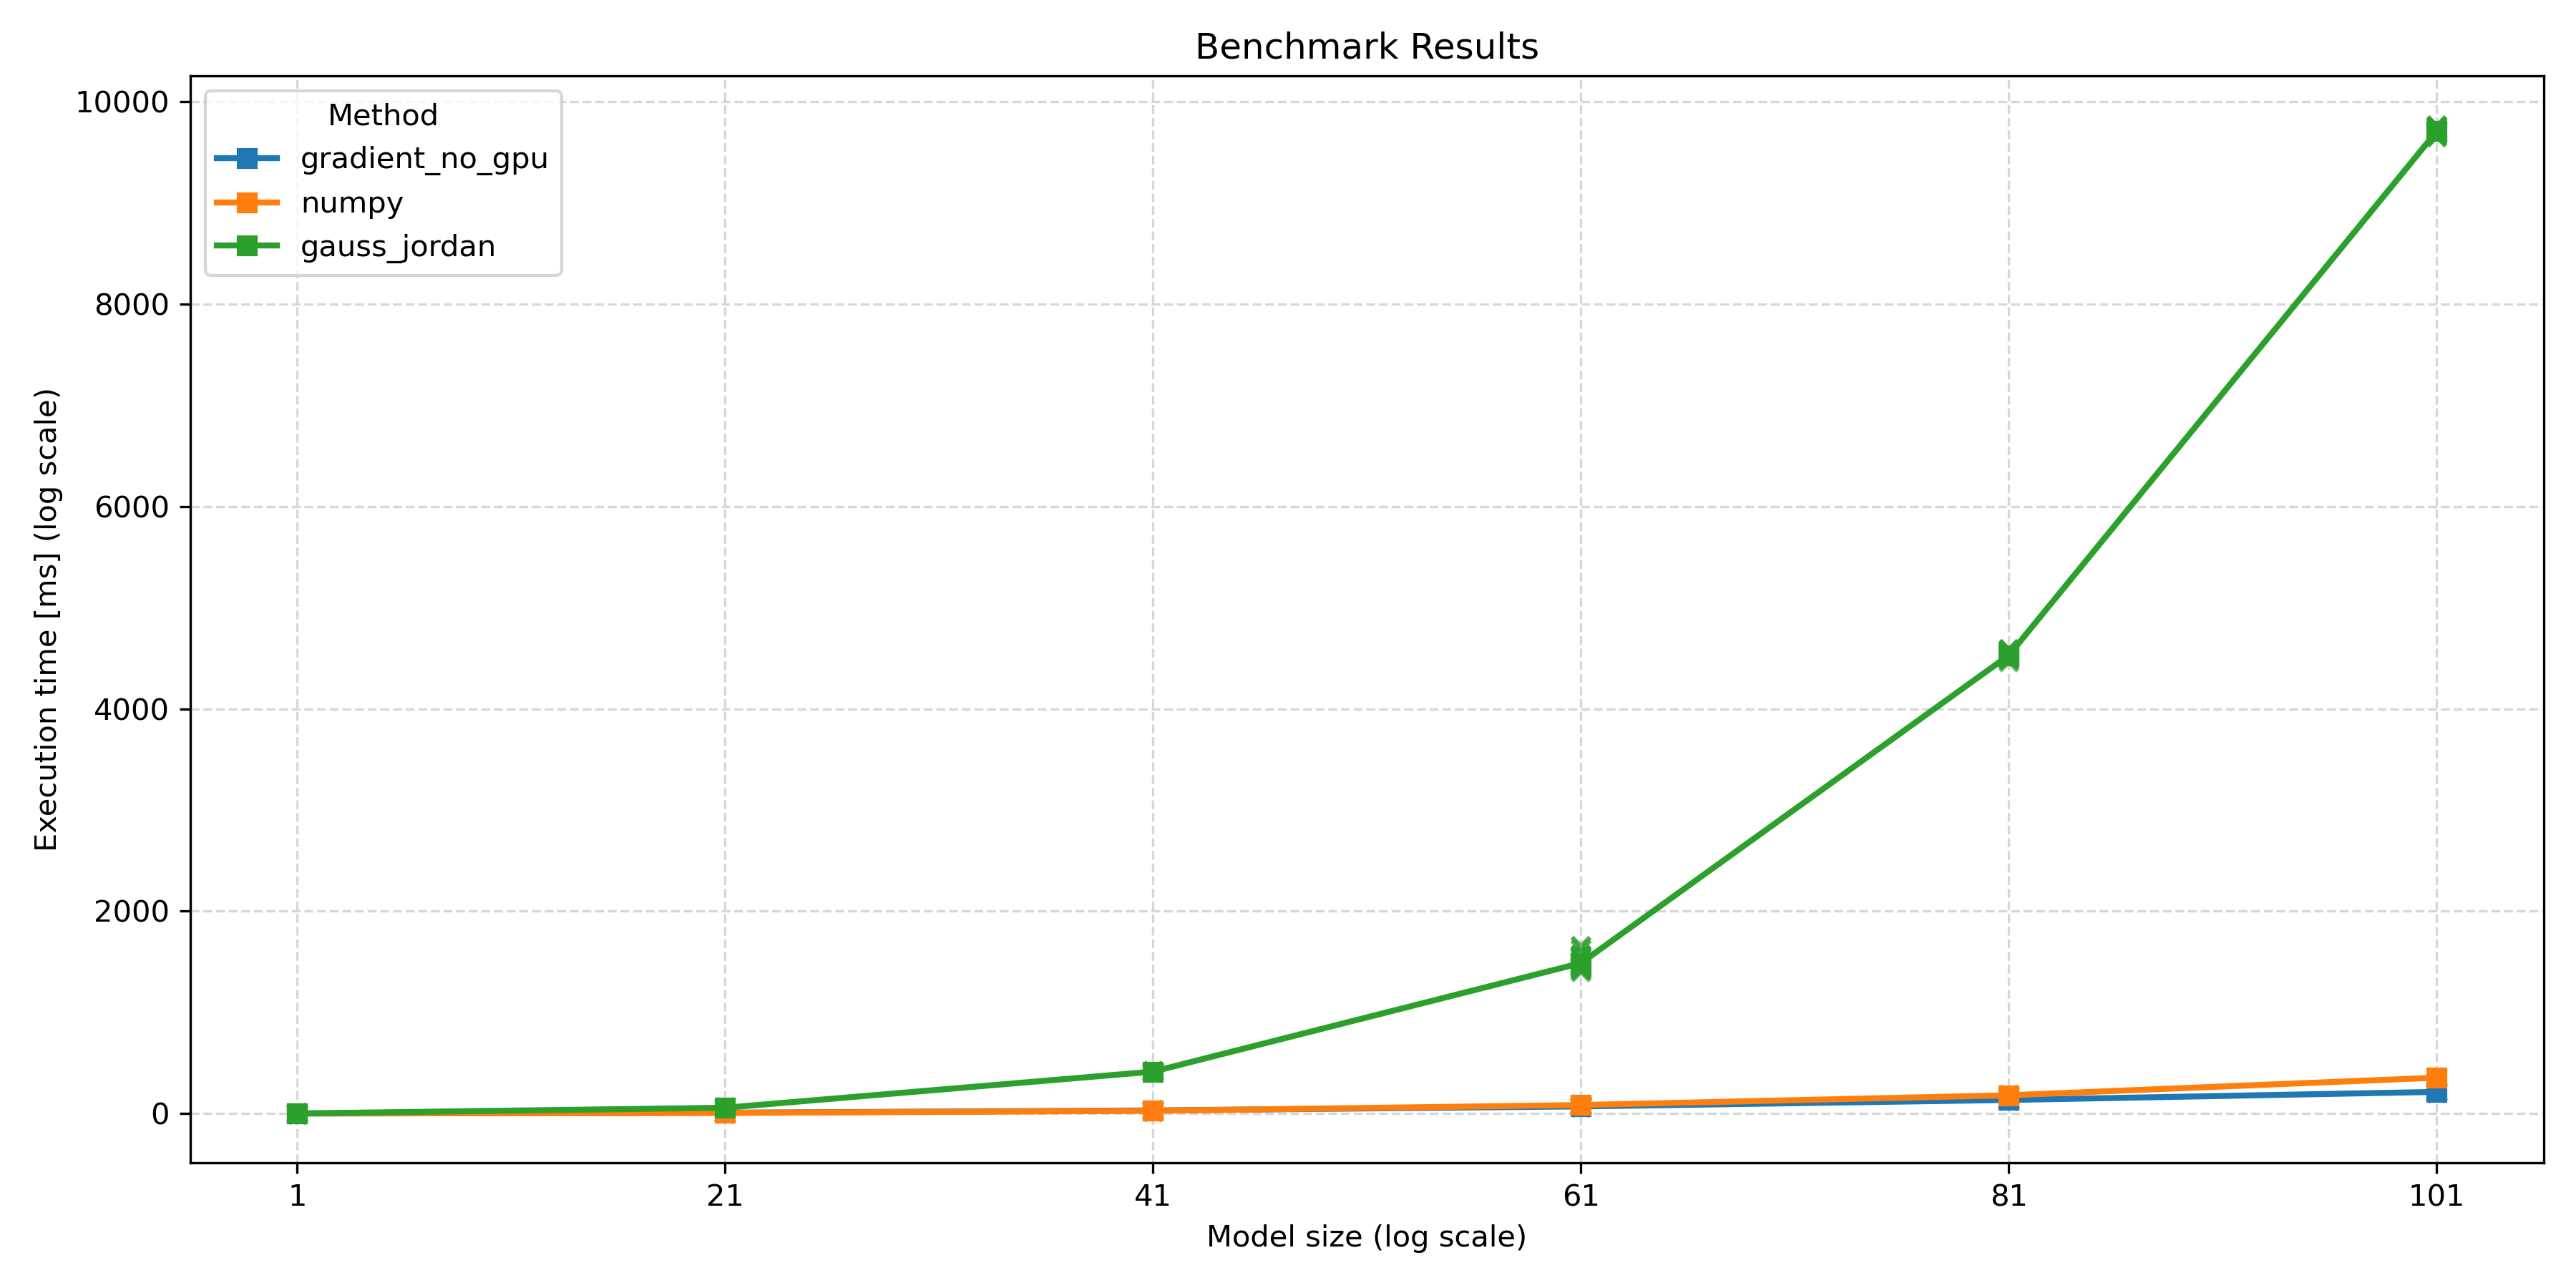 Benchmark Results
Method
gradient_no_gpu
numpy
gauss_jordan
Execution time [ms] (log scale)
10000
8000
6000
4000
2000
0
1 21 41 61 81 101
Model size (log scale)